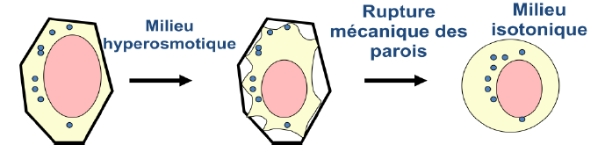 Milieu
hyperosmotique
Rupture
mécanique des
parois
Milieu
isotonique